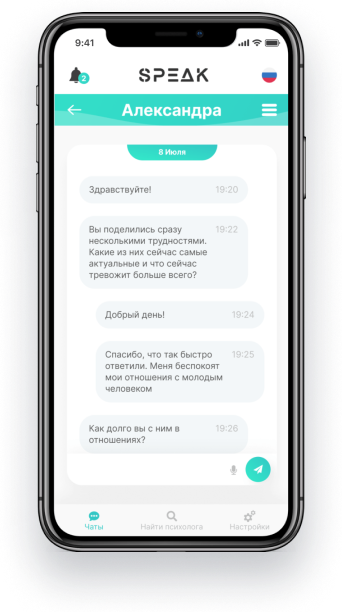 9:41
2
SPEAK
Александра
8 Июля
Здравствуйте! 19:20
Вы поделились сразу 19:22
несколькими трудностями.
Какие из них сейчас самые
актуальные и что сейчас
тревожит больше всего?
Добрый день! 19:24
Спасибо, что так быстро 19:25
ответили. Меня беспокоят
мои отношения с молодым
человеком
Как долго вы с ним в 19:26
отношениях?
Чаты Найти психолога Настройки